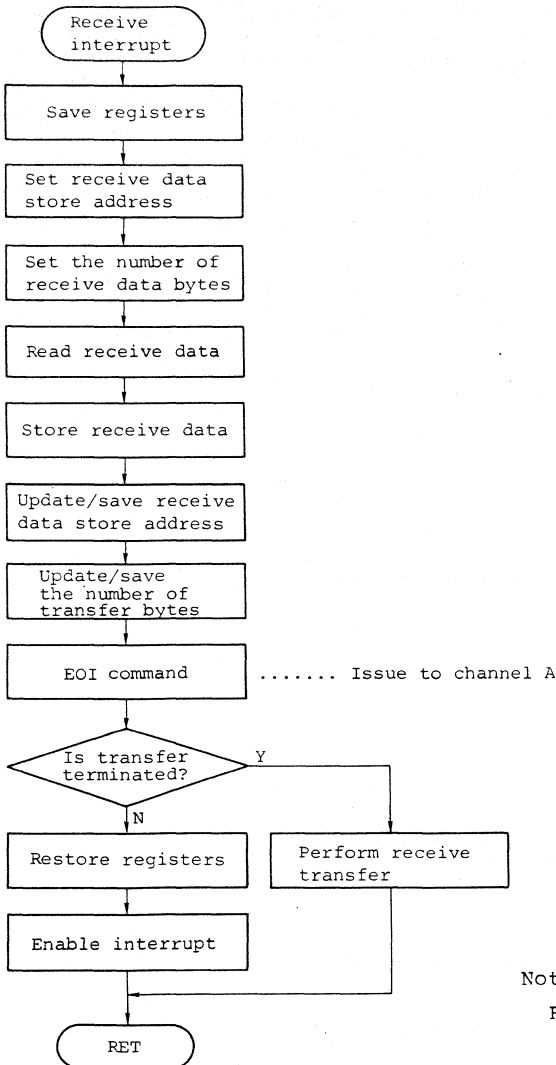 Receive
interrupt
Save registers
Set receive data
store address
Set the number of
receive data bytes
Read receive data
Store receive data
Update/save receive
data store address
Update/save
the number of
transfer bytes
EOI command
....... Issue to channel A
Is transfer
terminated?
Y
N
Restore registers
Perform receive
transfer
Enable interrupt
Not
RET